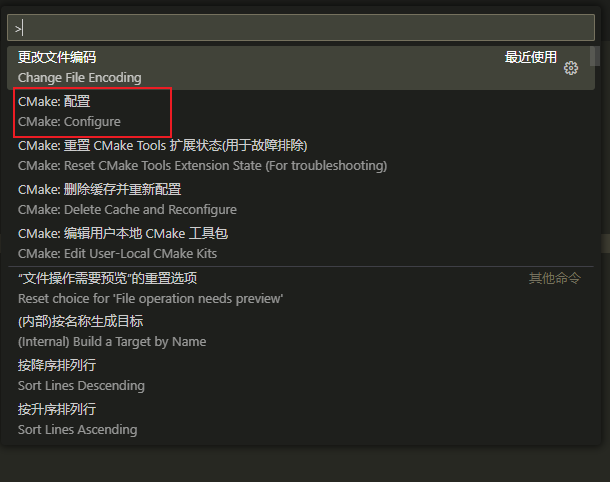 >
更改文件编码 最近使用
Change File Encoding
CMake: 配置
CMake: Configure
CMake: 重置 CMake Tools 扩展状态(用于故障排除)
CMake: Reset CMake Tools Extension State (For troubleshooting)
CMake: 删除缓存并重新配置
CMake: Delete Cache and Reconfigure
CMake: 编辑用户本地 CMake 工具包
CMake: Edit User-Local CMake Kits
“文件操作需要预览”的重置选项 其他命令
Reset choice for 'File operation needs preview'
(内部)按名称生成目标
(Internal) Build a Target by Name
按降序排列行
Sort Lines Descending
按升序排列行
Sort Lines Ascending